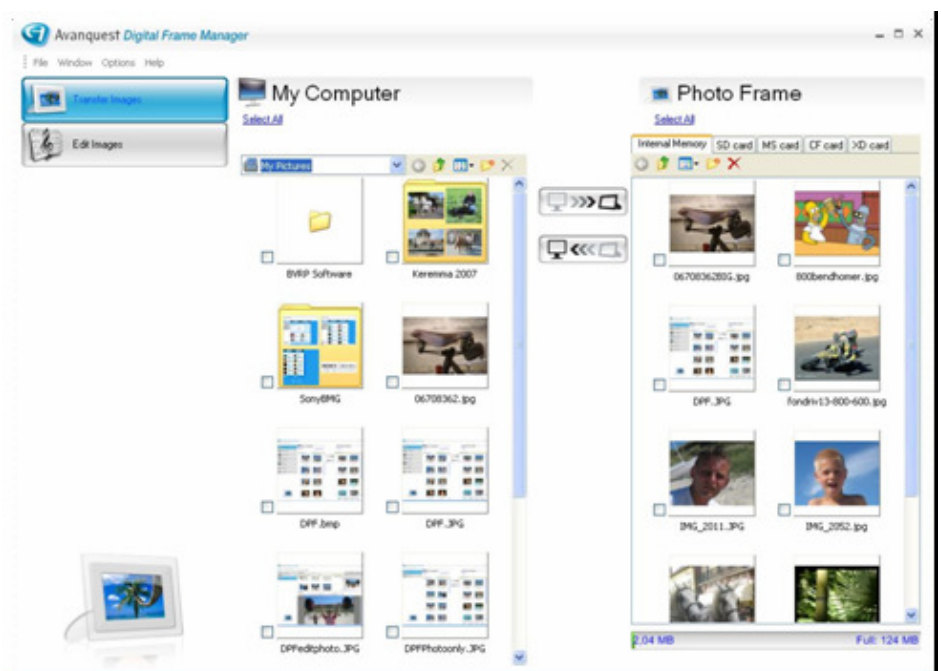 Avanquest Digital Frame Manager
File Window Options Help
Transfer Images
Edit Images
My Computer
Select All
My Pictures
BVRP Software
Keremma 2007
SonyBMG
06708362.jpg
DPF.bmp
DPF.JPG
DPFeditphoto.JPG
DPFPhotoonly.JPG
Photo Frame
Select All
Internal Memory SD card MS card CF card XD card
06708362BIG.jpg
800bendhomer.jpg
DPF.JPG
fondriv13-800-600.jpg
IMG_2011.JPG
IMG_2052.jpg
2,04 MB
Full: 124 MB